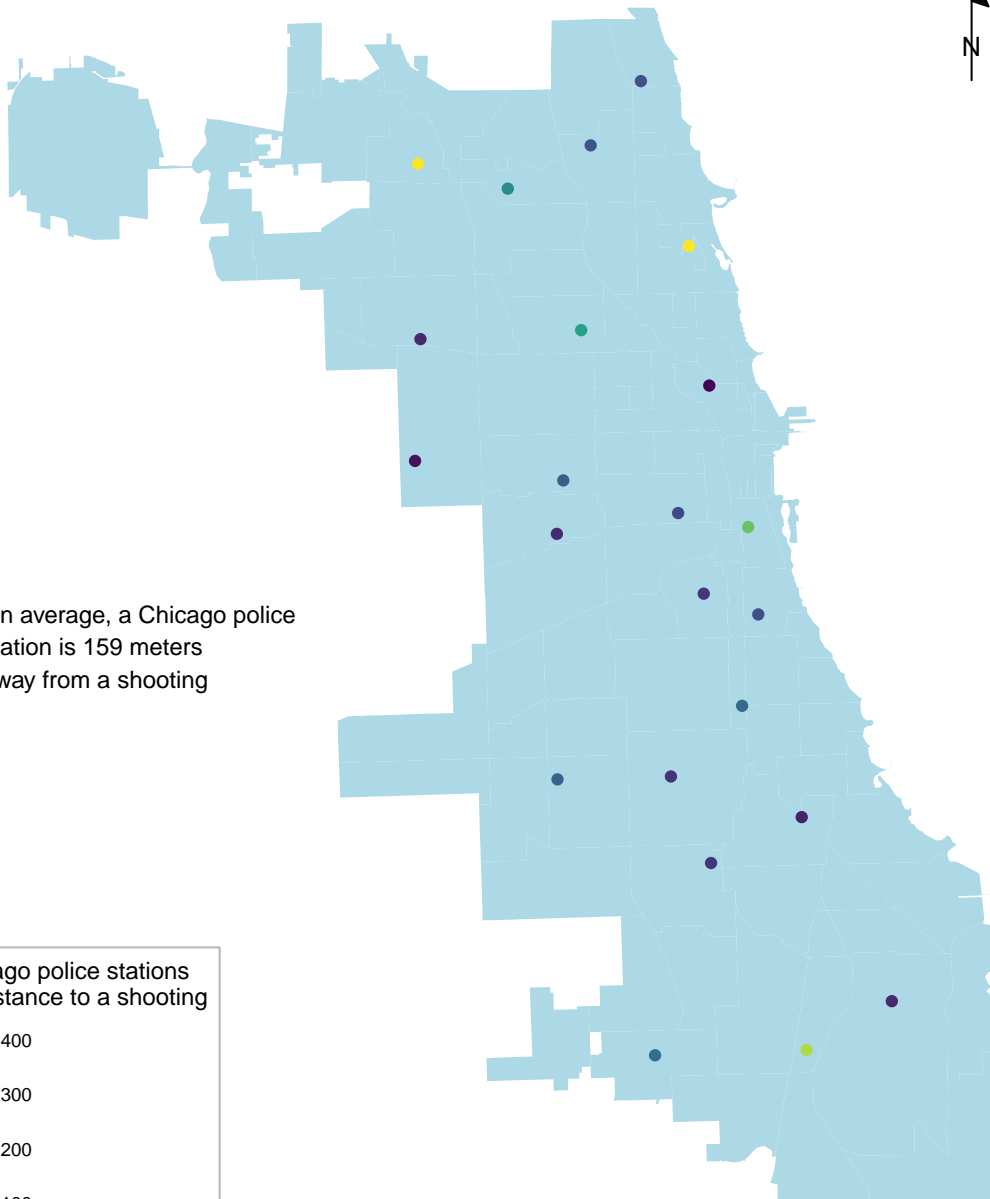 N
n average, a Chicago police
ation is 159 meters
way from a shooting
ago police stations
stance to a shooting
400
300
200